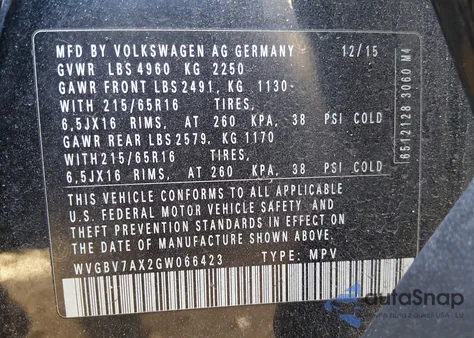 MFD BY VOLKSWAGEN AG GERMANY 12/15
GVWR LBS 4960 KG 2250
GAWR FRONT LBS 2491, KG 1130-
WITH 215/65R16 TIRES,
6,5JX16 RIMS, AT 260 KPA, 38 PSI COLD
GAWR REAR LBS 2579, KG 1170
WITH 215/65R16 TIRES,
6,5JX16 RIMS, AT 260 KPA, 38 PSI COLD
THIS VEHICLE CONFORMS TO ALL APPLICABLE
U.S. FEDERAL MOTOR VEHICLE SAFETY AND
THEFT PREVENTION STANDARDS IN EFFECT ON
THE DATE OF MANUFACTURE SHOWN ABOVE.
WVGBV7AX2GW066423 TYPE: MPV
65121128 3060 M4
autoSnap